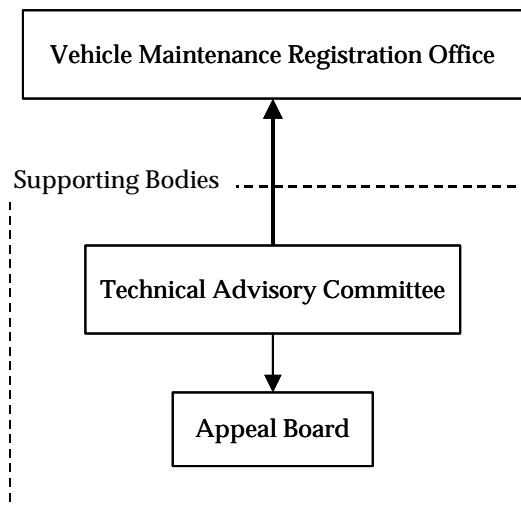 Vehicle Maintenance Registration Office
Supporting Bodies
Technical Advisory Committee
Appeal Board